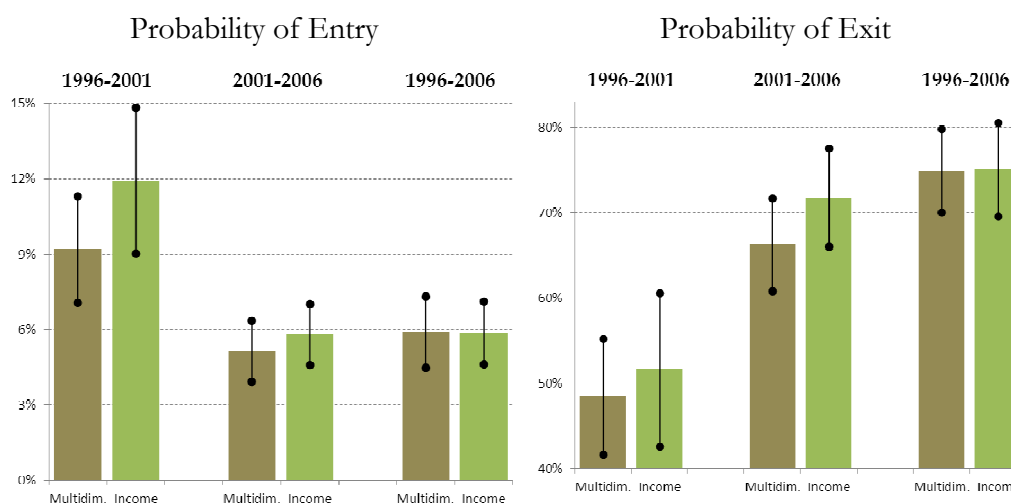 Probability of Entry
1996-2001 2001-2006 1996-2006
15%
12%
9%
6%
3%
0%
Multidim. Income Multidim. Income Multidim. Income
Probability of Exit
1996-2001 2001-2006 1996-2006
80%
70%
60%
50%
40%
Multidim. Income Multidim. Income Multidim.